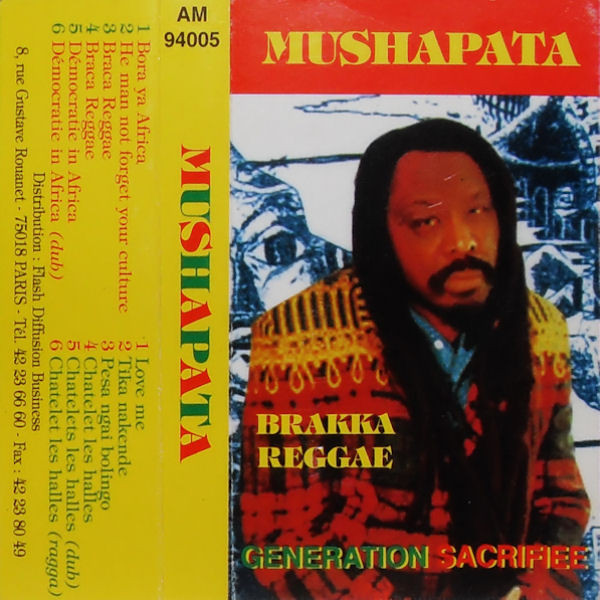 AM
94005
MUSHAPATA
1 Bora ya Africa
2 He man not forget your culture
3 Braca Reggae
4 Braca Reggae
5 Démocratie in Africa
6 Démocratie in Africa (dub)
1 Love me
2 Tika nakende
3 Pesa ngai bolingo
4 Chatelet les halles
5 Chatelets les halles (dub)
6 Chatelet les halles (ragga)
Distribution : Flash Diffusion Business
8, rue Gustave Rouanet - 75018 PARIS - Tél. 42 23 66 60 - Fax : 42 23 80 49
MUSHAPATA
BRAKKA
REGGAE
GENERATION SACRIFIEE